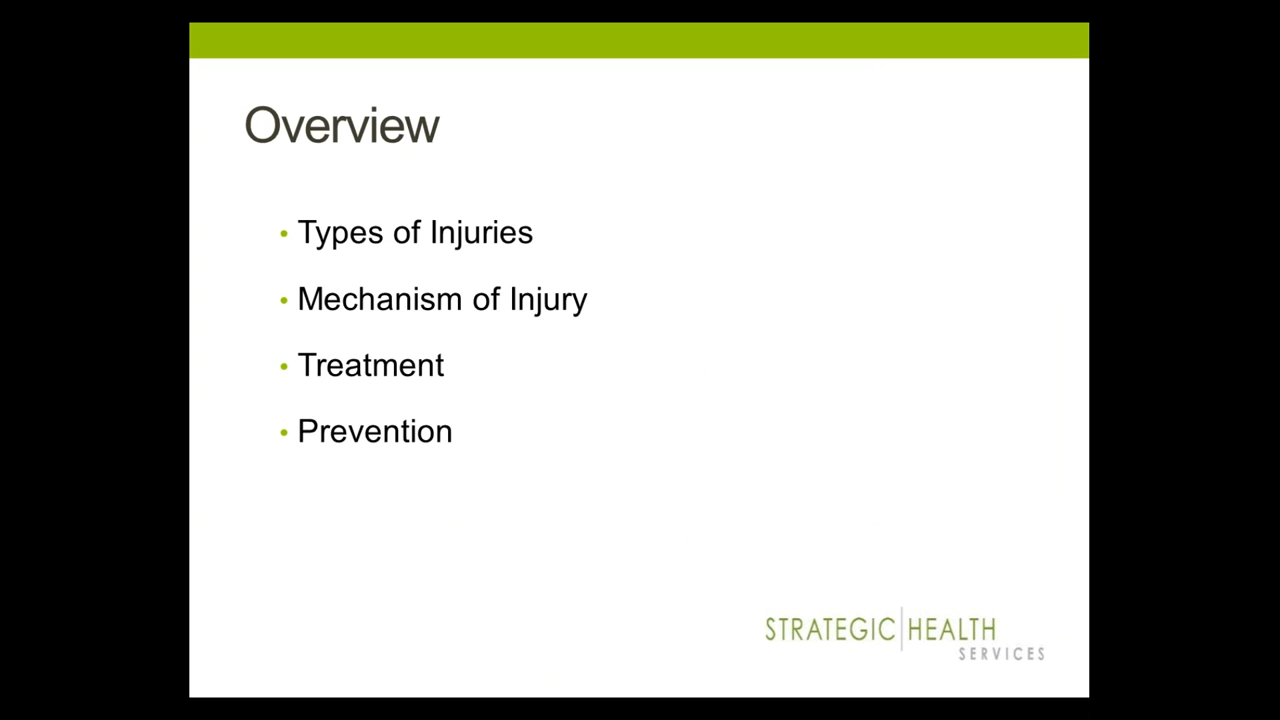 Overview
• Types of Injuries
• Mechanism of Injury
• Treatment
• Prevention
STRATEGIC HEALTH
SERVICES